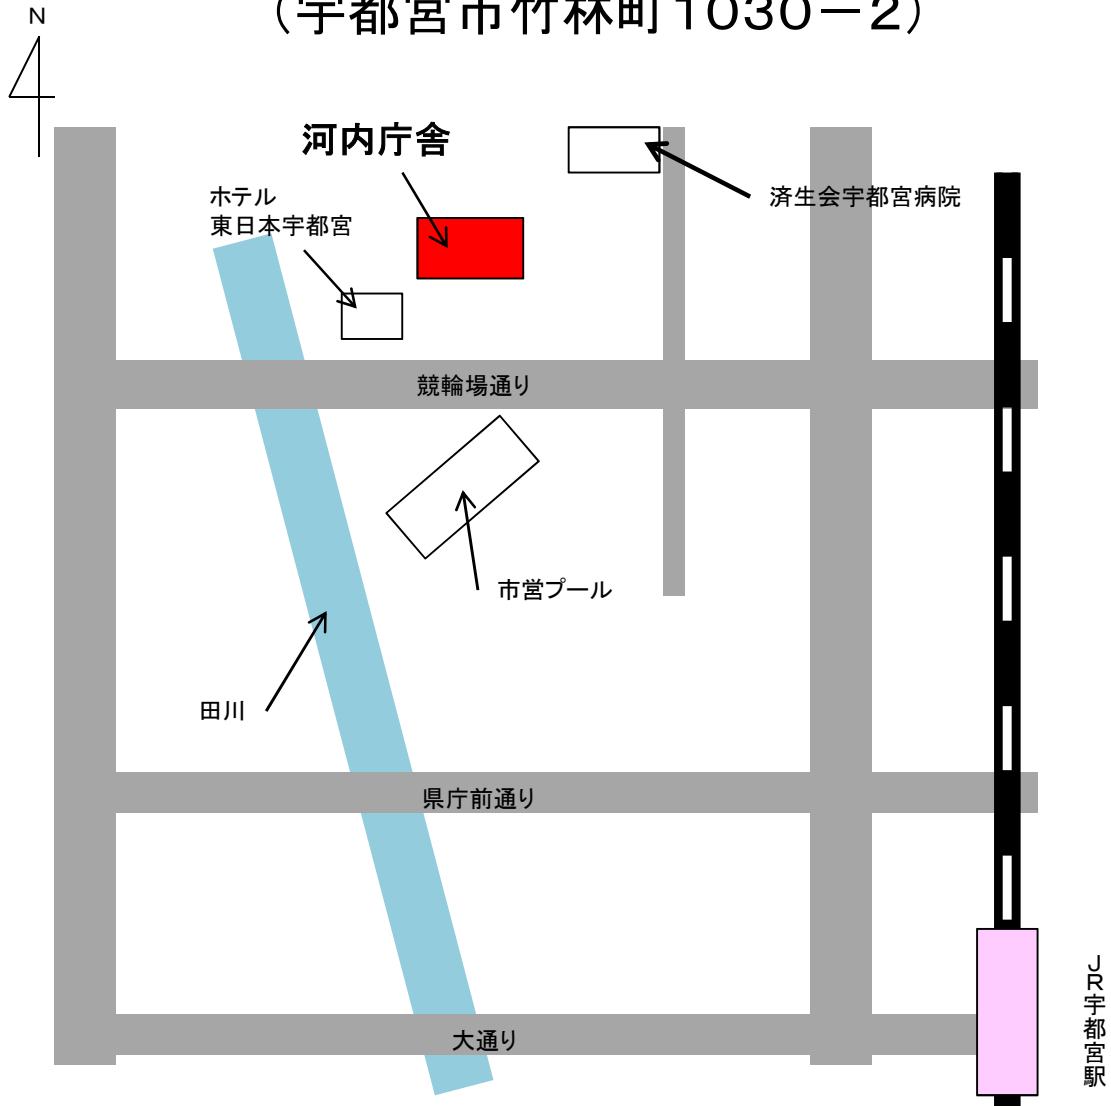 (宇都宮市竹林町1030-2)
N
河内庁舎
ホテル
東日本宇都宮
済生会宇都宮病院
競輪場通り
市営プール
田川
県庁前通り
大通り
JR宇都宮駅